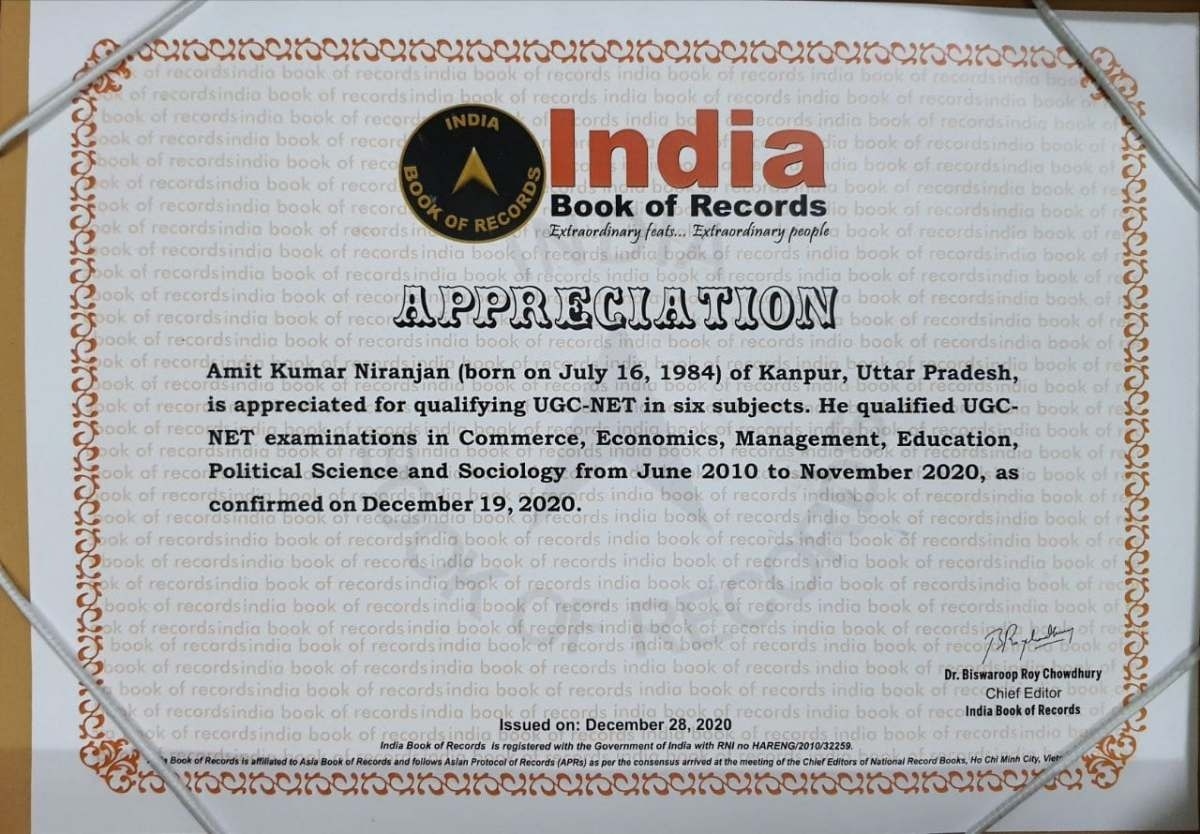 INDIA
BOOK OF RECORDS
India
Book of Records
Extraordinary feats... Extraordinary people
APPRECIATION
Amit Kumar Niranjan (born on July 16, 1984) of Kanpur, Uttar Pradesh,
is appreciated for qualifying UGC-NET in six subjects. He qualified UGC-
NET examinations in Commerce, Economics, Management, Education,
Political Science and Sociology from June 2010 to November 2020, as
confirmed on December 19, 2020.
Dr. Biswaroop Roy Chowdhury
Chief Editor
India Book of Records
Issued on: December 28, 2020
India Book of Records is registered with the Government of India with RNI no HARENG/2010/32259.
Book of Records is affiliated to Asia Book of Records and follows Asian Protocol of Records (APRs) as per the consensus arrived at the meeting of the Chief Editors of National Record Books, Ho Chi Minh City,